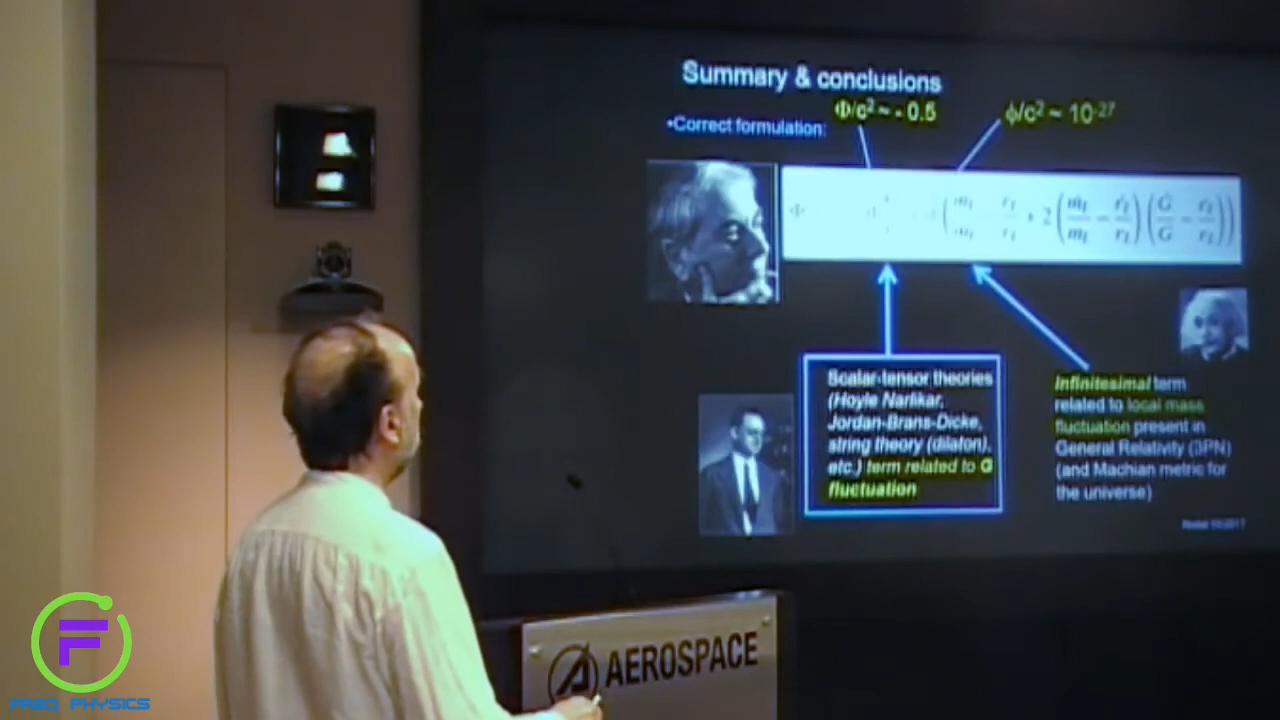 Summary & conclusions
Φ/c² ~ - 0.5
ϕ/c² ~ 10⁻²⁷
•Correct formulation:
Scalar-tensor theories
(Hoyle Narlikar,
Jordan-Brans-Dicke,
string theory (dilaton),
etc.) term related to G
fluctuation
Infinitesimal term
related to local mass
fluctuation present in
General Relativity (3PN)
(and Machian metric for
the universe)
AEROSPACE
F
FREQ PHYSICS